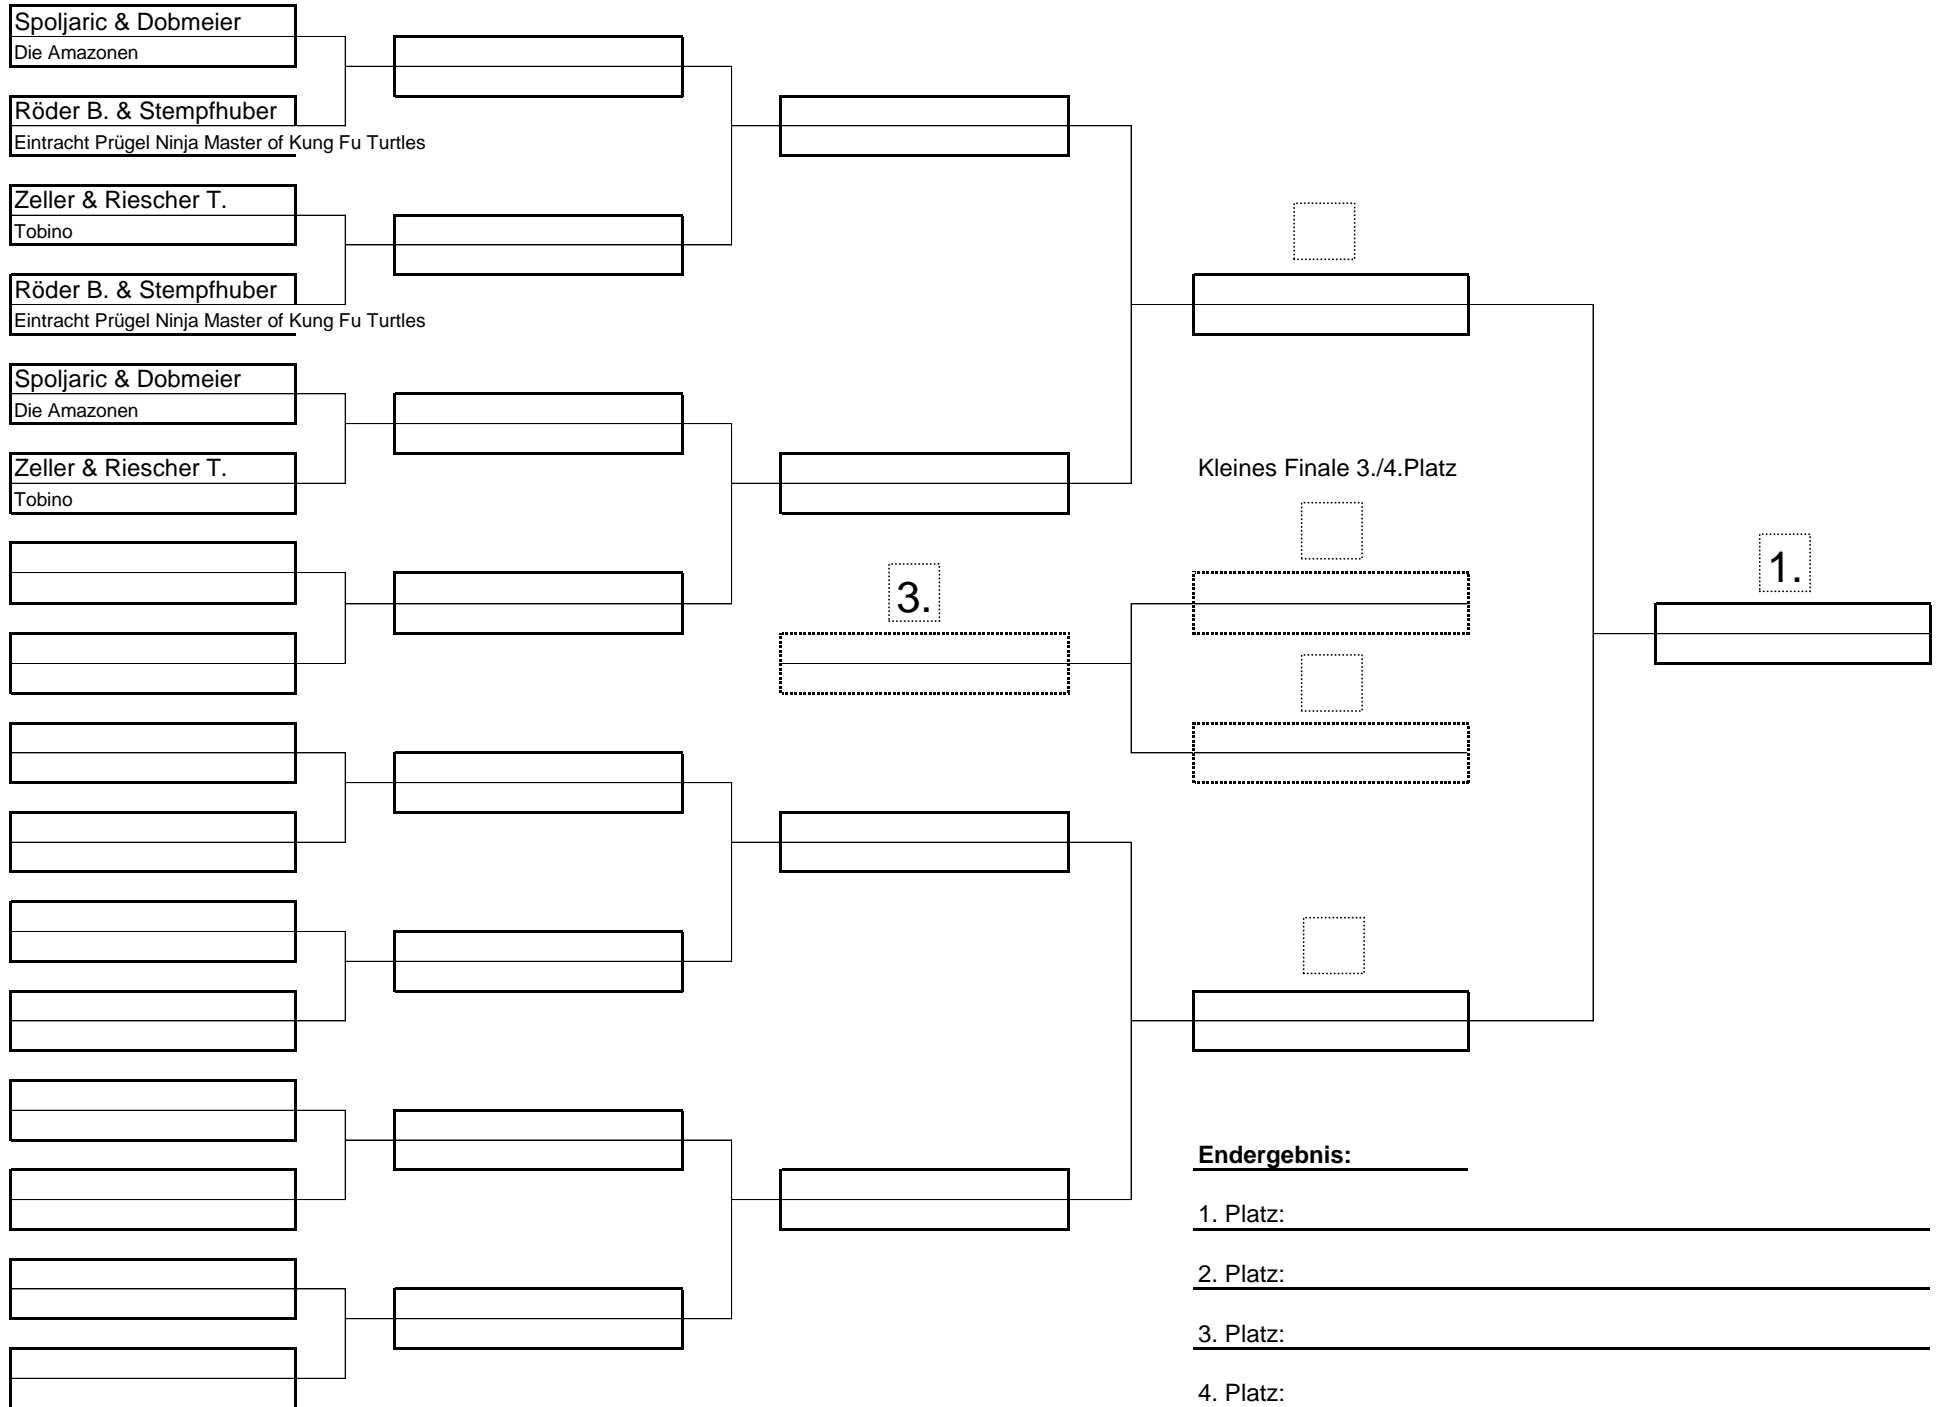 Spoljaric & Dobmeier
Die Amazonen
Röder B. & Stempfhuber
Eintracht Prügel Ninja Master of Kung Fu Turtles
Zeller & Riescher T.
Tobino
Röder B. & Stempfhuber
Eintracht Prügel Ninja Master of Kung Fu Turtles
Spoljaric & Dobmeier
Die Amazonen
Zeller & Riescher T.
Tobino
Kleines Finale 3./4.Platz
3.
1.
Endergebnis:
1. Platz:
2. Platz:
3. Platz:
4. Platz: